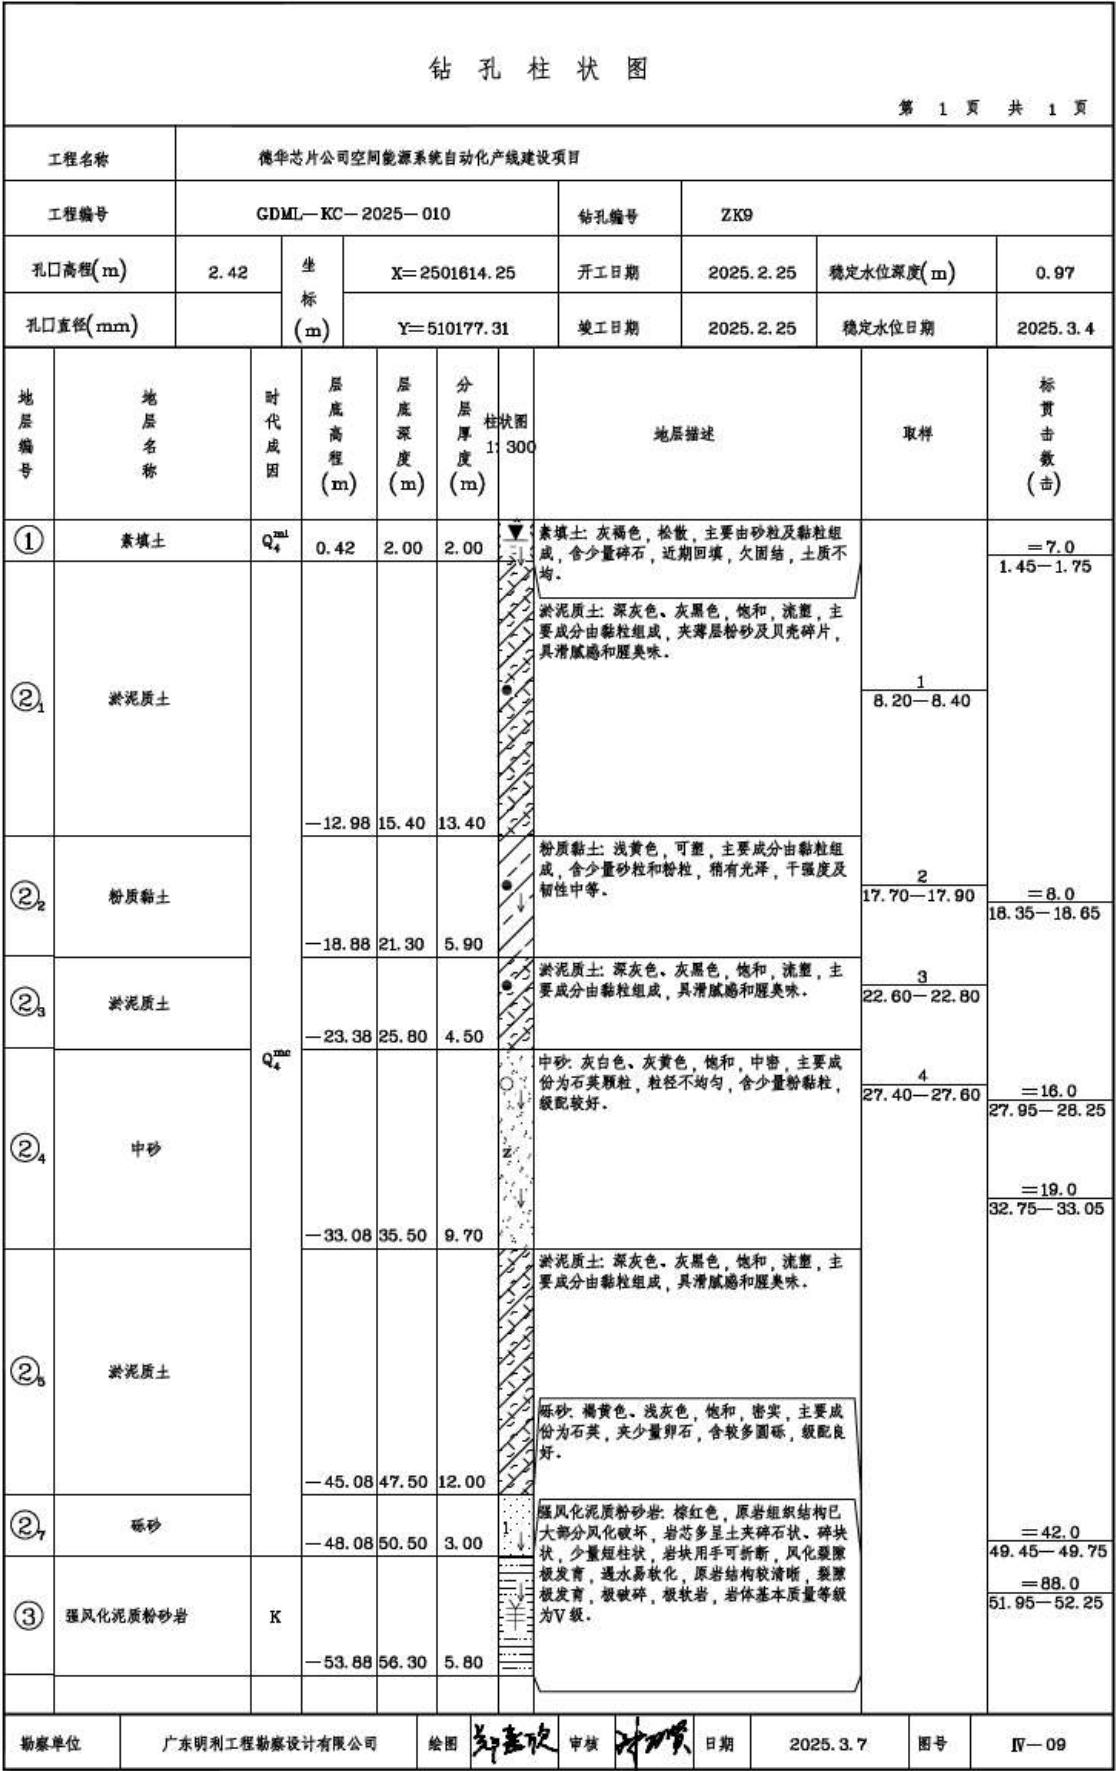 钻孔柱状图
第 1 页 共 1 页
工程名称 德华芯片公司空间能源系统自动化产线建设项目
工程编号 GDML-KC-2025-010 钻孔编号 ZK9
孔口高程(m) 2.42 坐标(m) X=2501614.25 开工日期 2025.2.25 稳定水位深度(m) 0.97
孔口直径(mm) Y=510177.31 竣工日期 2025.2.25 稳定水位日期 2025.3.4
地层编号 地层名称 时代成因 层底高程(m) 层底深度(m) 分层厚度(m) 柱状图 1:300 地层描述 取样 标贯击数(击)
① 素填土 Q₄ᵐˡ 0.42 2.00 2.00
素填土: 灰褐色,松散,主要由砂粒及黏粒组
成,含少量碎石,近期回填,欠固结,土质不
均.
=7.0
1.45-1.75
②₁ 淤泥质土 -12.98 15.40 13.40
淤泥质土: 深灰色、灰黑色,饱和,流塑,主
要成分由黏粒组成,夹薄层粉砂及贝壳碎片,
具滑腻感和腥臭味.
1
8.20-8.40
②₂ 粉质黏土 -18.88 21.30 5.90
粉质黏土: 浅黄色,可塑,主要成分由黏粒组
成,含少量砂粒和粉粒,稍有光泽,干强度及
韧性中等.
2
17.70-17.90
=8.0
18.35-18.65
②₃ 淤泥质土 -23.38 25.80 4.50
淤泥质土: 深灰色、灰黑色,饱和,流塑,主
要成分由黏粒组成,具滑腻感和腥臭味.
3
22.60-22.80
Q₄ᵐᶜ
②₄ 中砂 -33.08 35.50 9.70
中砂: 灰白色、灰黄色,饱和,中密,主要成
份为石英颗粒,粒径不均匀,含少量粉黏粒,
级配较好.
z
4
27.40-27.60
=16.0
27.95-28.25
=19.0
32.75-33.05
②₅ 淤泥质土 -45.08 47.50 12.00
淤泥质土: 深灰色、灰黑色,饱和,流塑,主
要成分由黏粒组成,具滑腻感和腥臭味.
②₇ 砾砂 -48.08 50.50 3.00
砾砂: 褐黄色、浅灰色,饱和,密实,主要成
份为石英,夹少量卵石,含较多圆砾,级配良
好.
=42.0
49.45-49.75
③ 强风化泥质粉砂岩 K -53.88 56.30 5.80
强风化泥质粉砂岩: 棕红色,原岩组织结构已
大部分风化破坏,岩芯多呈土夹碎石状、碎块
状,少量短柱状,岩块用手可折断,风化裂隙
极发育,遇水易软化,原岩结构较清晰,裂隙
极发育,极破碎,极软岩,岩体基本质量等级
为V级.
=88.0
51.95-52.25
勘察单位 广东明利工程勘察设计有限公司 绘图 审核 日期 2025.3.7 图号 Ⅳ-09